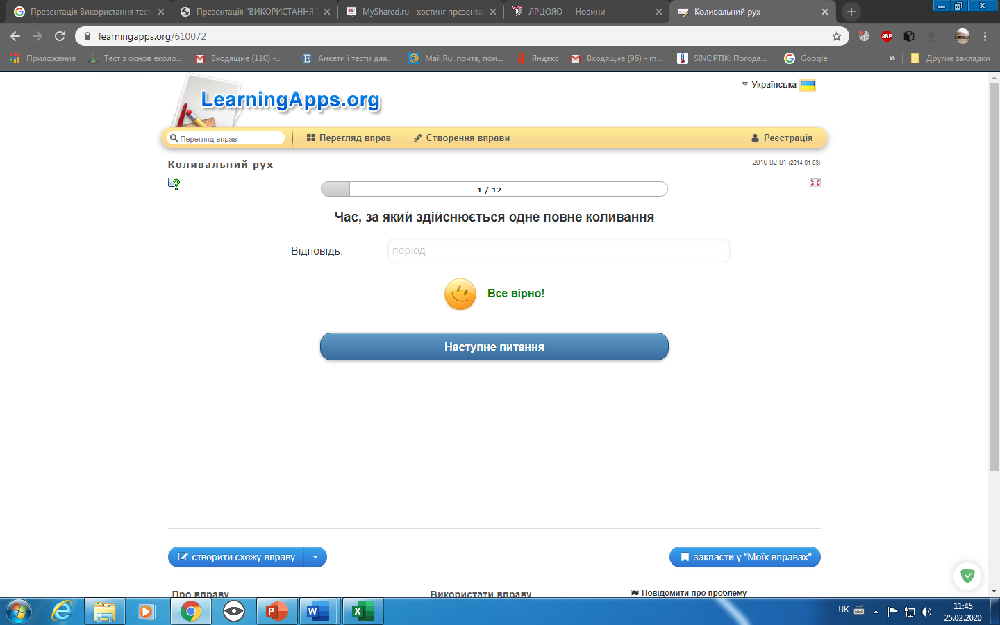 Презентація Використання тест
Презентація "ВИКОРИСТАННЯ
MyShared.ru - хостинг презента
ЛРЦОЯО — Новини
Коливальний рух
learningapps.org/610072
ABP
Приложения
Тест з основ еколо...
Входящие (110) -...
Анкети і тести для...
Mail.Ru: почта, пои...
Яндекс
Входящие (96) - m...
SINOPTIK: Погода...
Google
»
Другие закладки
LearningApps.org
Українська
Перегляд вправ
Перегляд вправ
Створення вправи
Реєстрація
Коливальний рух
2019-02-01 (2014-01-08)
1 / 12
Час, за який здійснюється одне повне коливання
Відповідь:
період
Все вірно!
Наступне питання
створити схожу вправу
закласти у "Моїх вправах"
Про вправу
Використати вправу
Повідомити про проблему
UK
11:45
25.02.2020